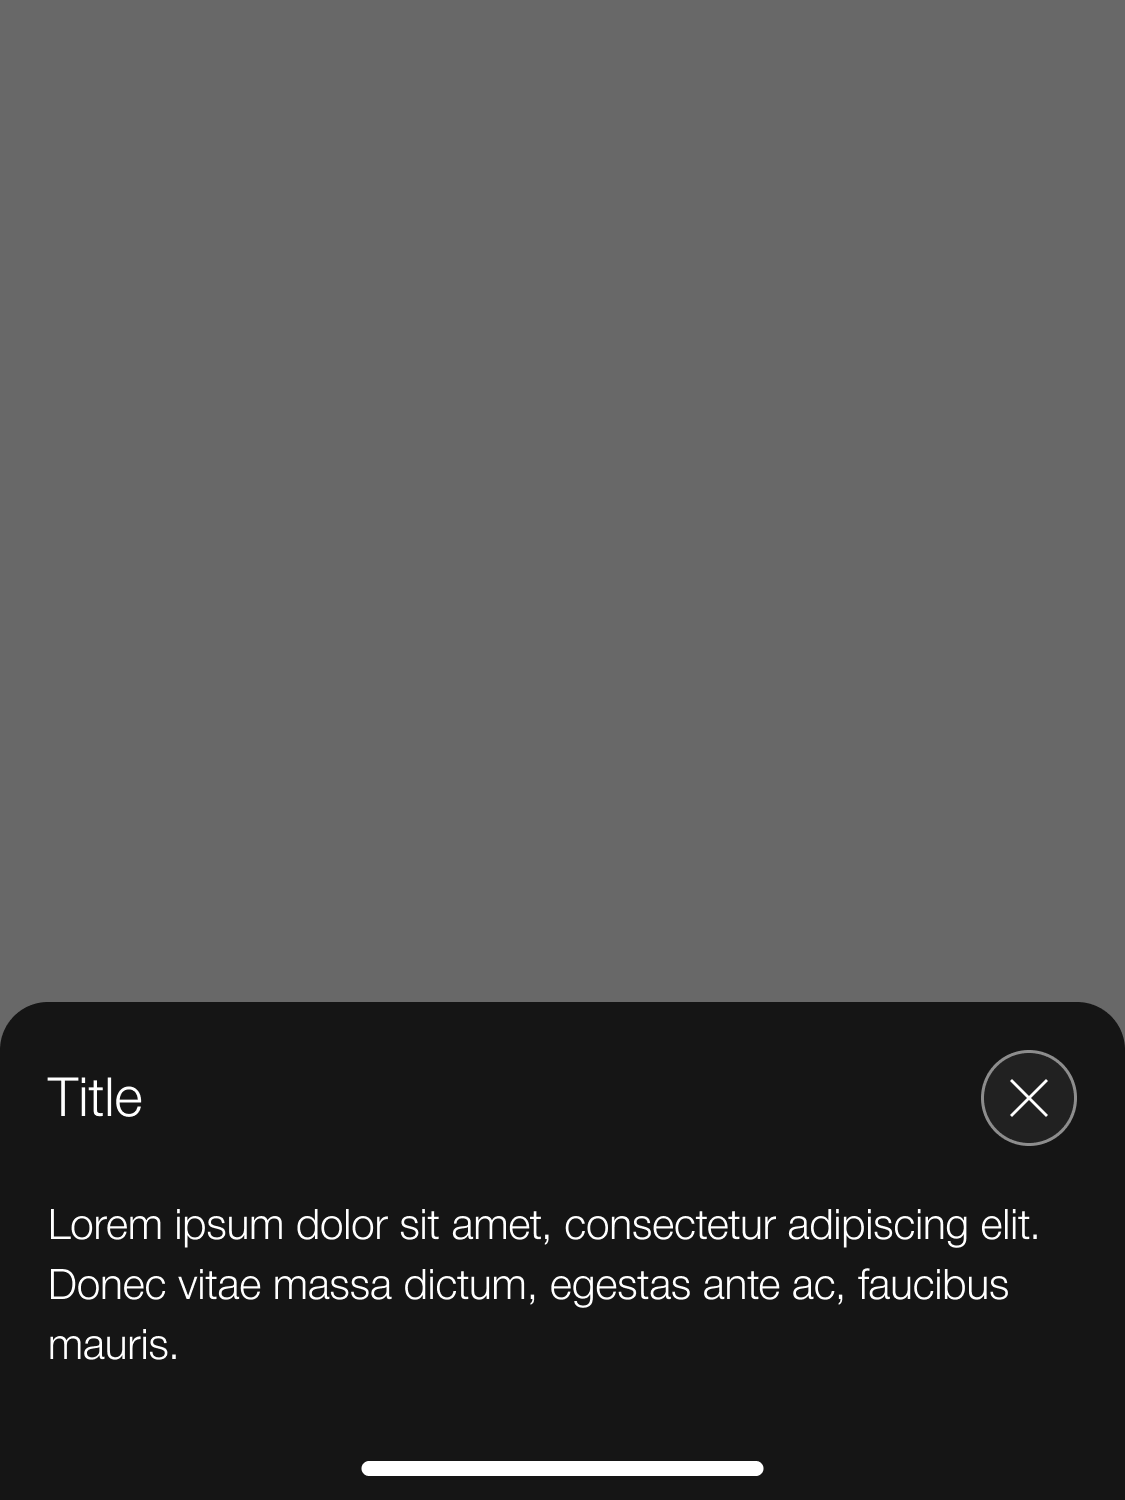 Title
Lorem ipsum dolor sit amet, consectetur adipiscing elit.
Donec vitae massa dictum, egestas ante ac, faucibus
mauris.